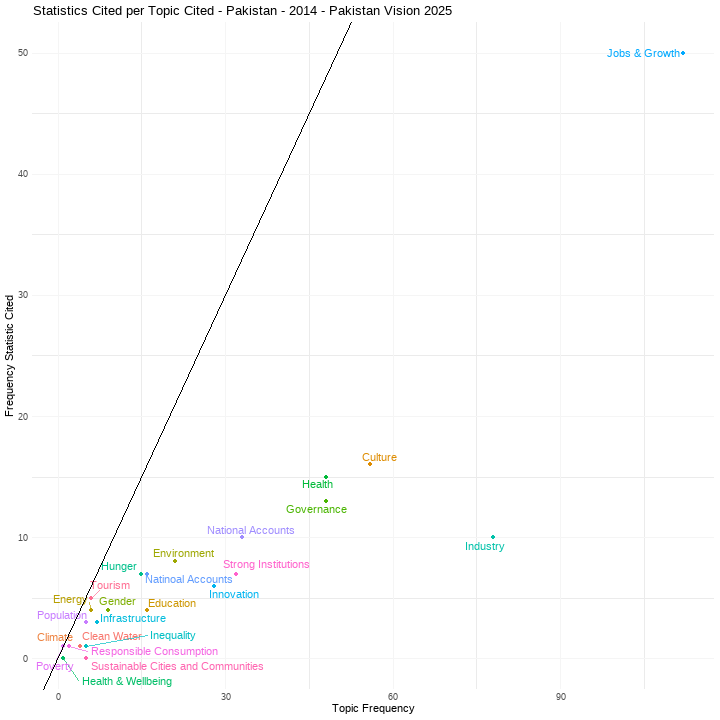 Statistics Cited per Topic Cited - Pakistan - 2014 - Pakistan Vision 2025
Jobs & Growth
50
40
30
Frequency Statistic Cited
20
Culture
Health
Governance
National Accounts
10
Industry
Environment
Hunger
Strong Institutions
Natinoal Accounts
Tourism
Innovation
Energy
Gender
Education
Population
Infrastructure
Climate
Clean Water
Inequality
Responsible Consumption
0
Poverty
Sustainable Cities and Communities
Health & Wellbeing
0
30
60
90
Topic Frequency